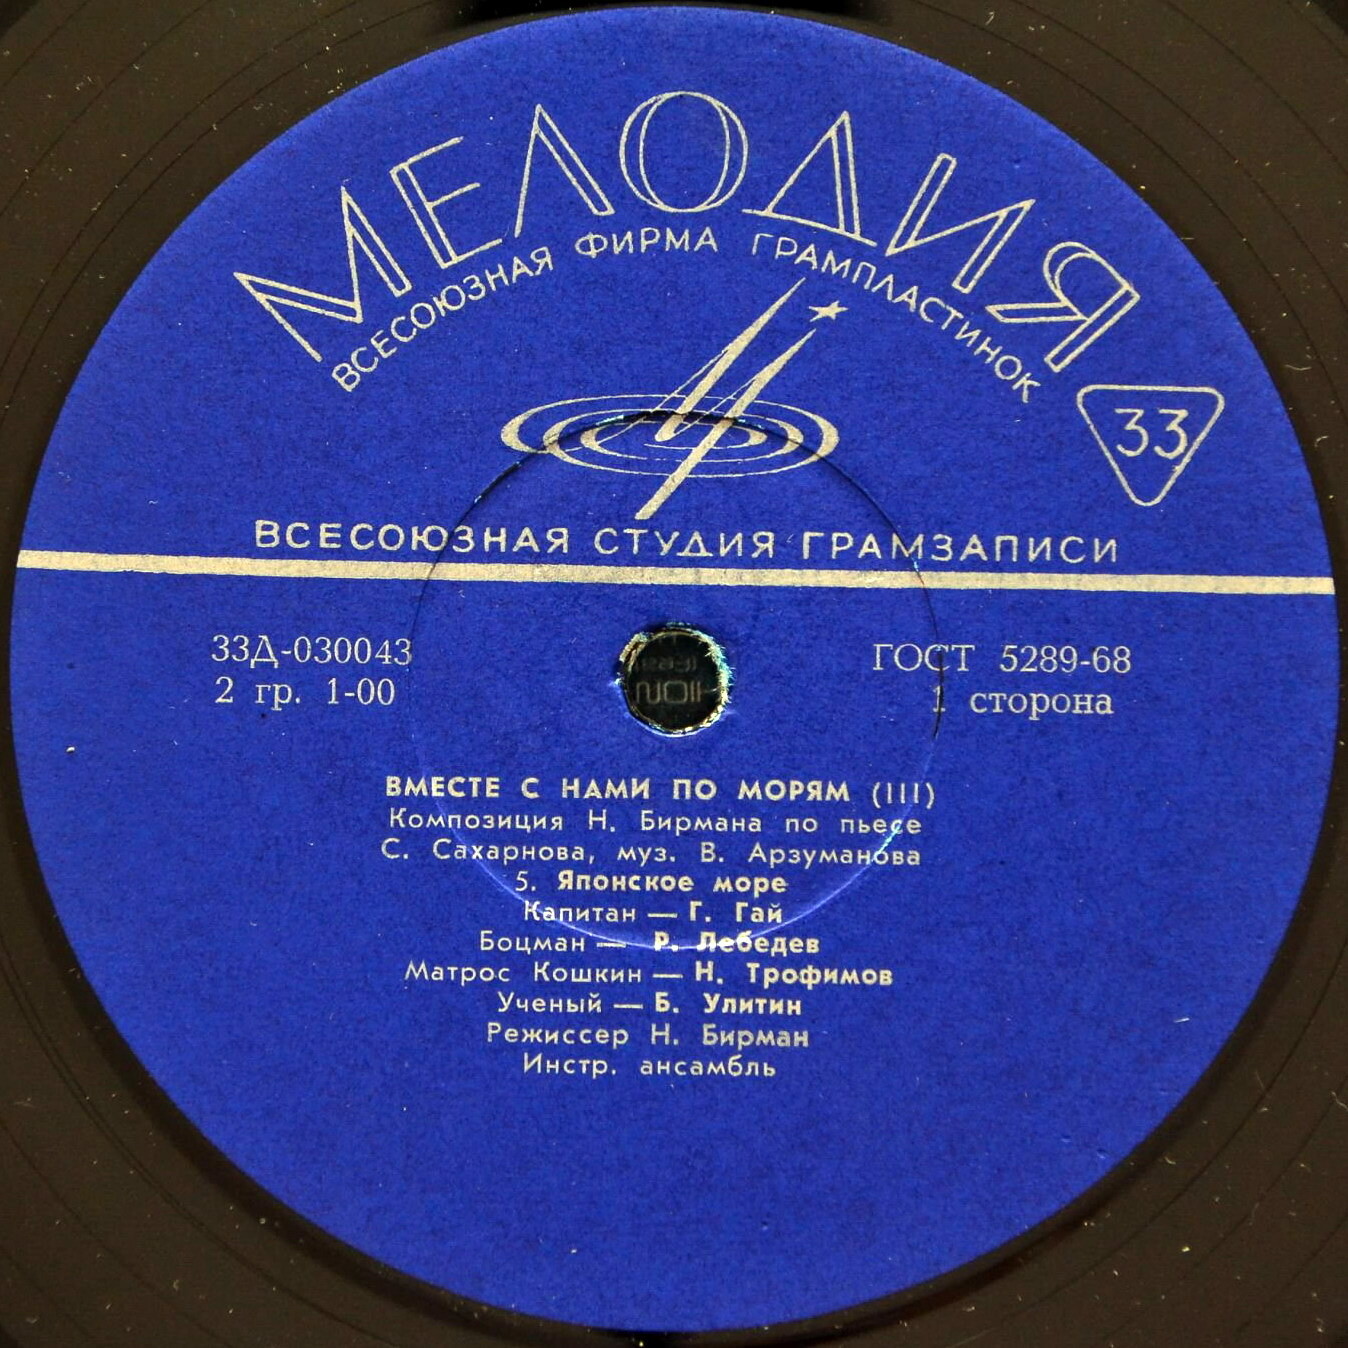 МЕЛОДИЯ
ВСЕСОЮЗНАЯ ФИРМА ГРАМПЛАСТИНОК
33
ВСЕСОЮЗНАЯ СТУДИЯ ГРАМЗАПИСИ
33Д-030043
2 гр. 1-00
ГОСТ 5289-68
1 сторона
ВМЕСТЕ С НАМИ ПО МОРЯМ (III)
Композиция Н. Бирмана по пьесе
С. Сахарнова, муз. В. Арзуманова
5. Японское море
Капитан — Г. Гай
Боцман — Р. Лебедев
Матрос Кошкин — Н. Трофимов
Ученый — Б. Улитин
Режиссер Н. Бирман
Инстр. ансамбль